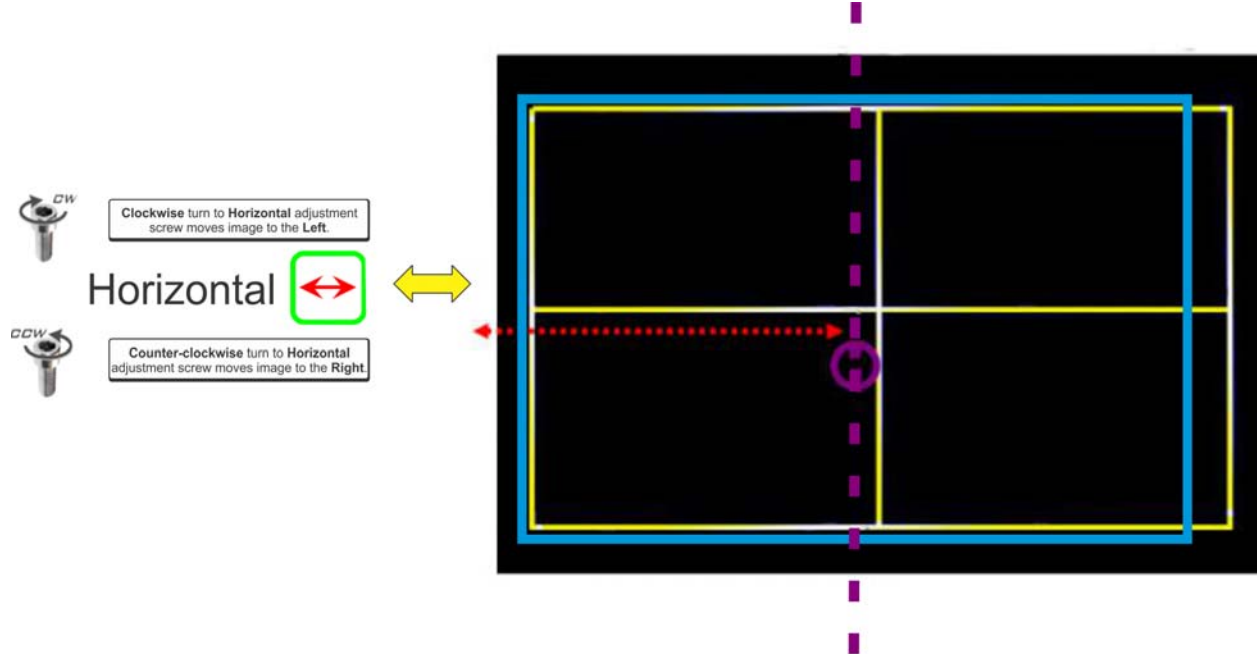 CW
Clockwise turn to Horizontal adjustment
screw moves image to the Left.
Horizontal
CCW
Counter-clockwise turn to Horizontal
adjustment screw moves image to the Right.